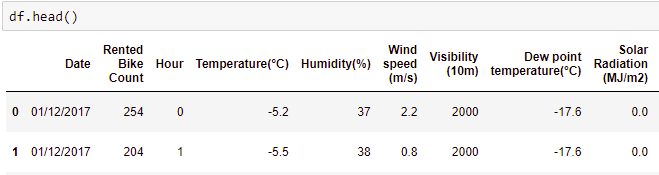 df.head()
Date Rented Bike Count Hour Temperature(°C) Humidity(%) Wind speed (m/s) Visibility (10m) Dew point temperature(°C) Solar Radiation (MJ/m2)
0 01/12/2017 254 0 -5.2 37 2.2 2000 -17.6 0.0
1 01/12/2017 204 1 -5.5 38 0.8 2000 -17.6 0.0